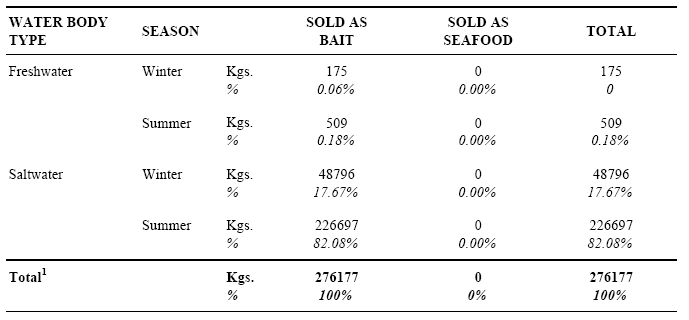 WATER BODY TYPE SEASON SOLD AS BAIT SOLD AS SEAFOOD TOTAL
Freshwater Winter Kgs. 175 0 175
% 0.06% 0.00% 0
Summer Kgs. 509 0 509
% 0.18% 0.00% 0.18%
Saltwater Winter Kgs. 48796 0 48796
% 17.67% 0.00% 17.67%
Summer Kgs. 226697 0 226697
% 82.08% 0.00% 82.08%
Total1 Kgs. 276177 0 276177
% 100% 0% 100%